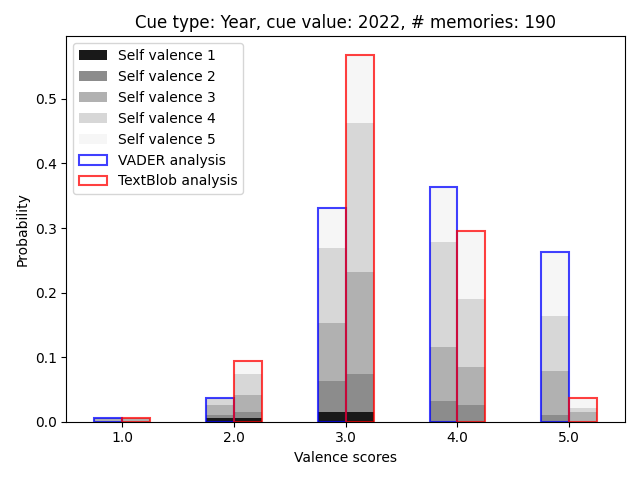 Cue type: Year, cue value: 2022, # memories: 190
Self valence 1
Self valence 2
Self valence 3
Self valence 4
Self valence 5
VADER analysis
TextBlob analysis
Probability
0.5
0.4
0.3
0.2
0.1
0.0
1.0 2.0 3.0 4.0 5.0
Valence scores